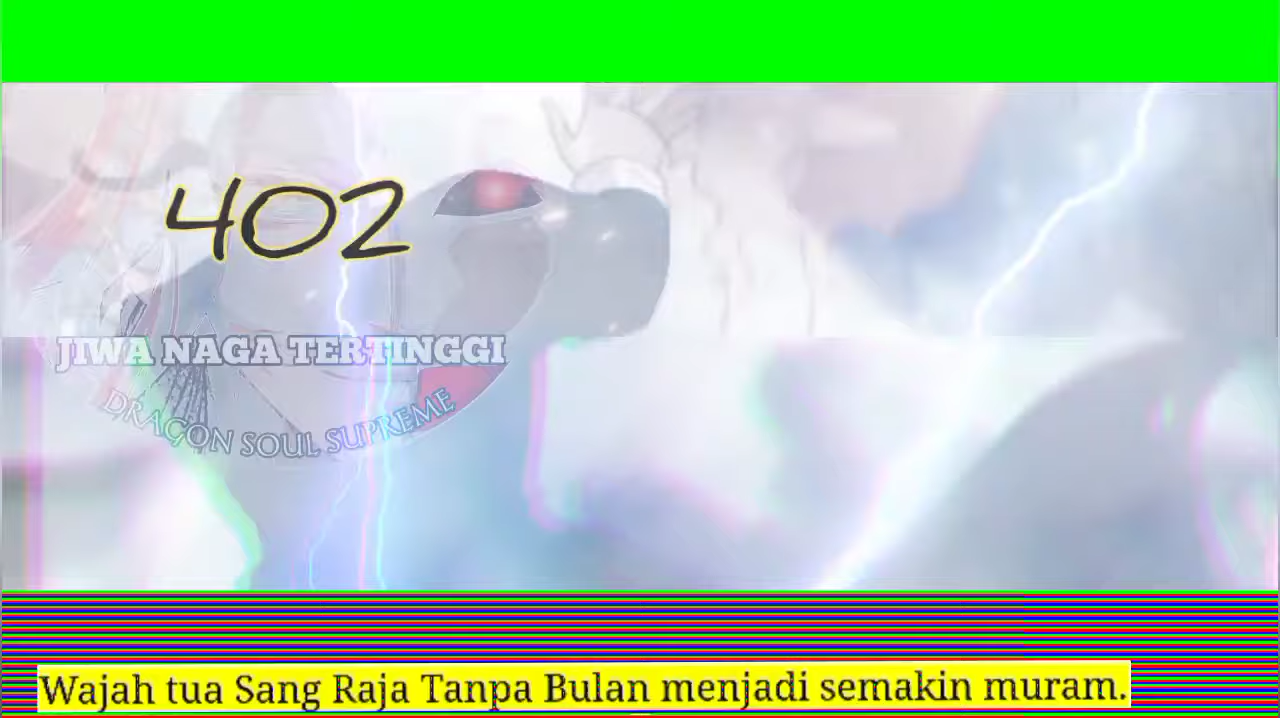 402
JIWA NAGA TERTINGGI
DRAGON SOUL SUPREME
Wajah tua Sang Raja Tanpa Bulan menjadi semakin muram.